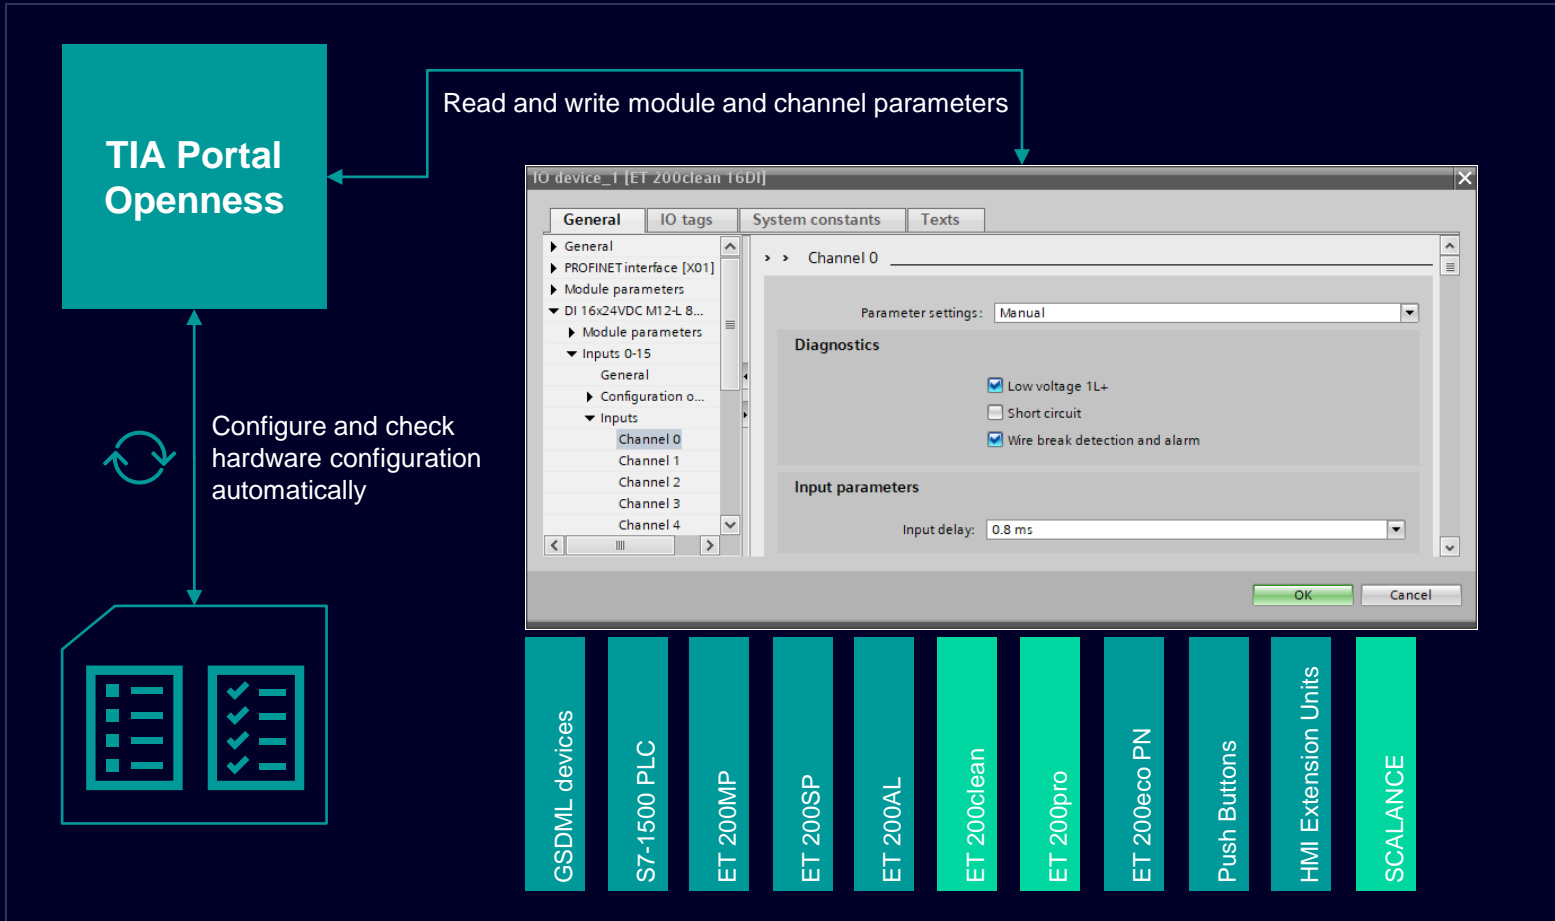 TIA Portal
Openness
Read and write module and channel parameters
Configure and check
hardware configuration
automatically
IO device_1 [ET 200clean 16DI]
General
IO tags
System constants
Texts
General
PROFINET interface [X01]
Module parameters
DI 16x24VDC M12-L 8...
Module parameters
Inputs 0-15
General
Configuration o...
Inputs
Channel 0
Channel 1
Channel 2
Channel 3
Channel 4
> > Channel 0
Parameter settings: Manual
Diagnostics
Low voltage 1L+
Short circuit
Wire break detection and alarm
Input parameters
Input delay: 0.8 ms
OK
Cancel
GSDML devices
S7-1500 PLC
ET 200MP
ET 200SP
ET 200AL
ET 200clean
ET 200pro
ET 200eco PN
Push Buttons
HMI Extension Units
SCALANCE